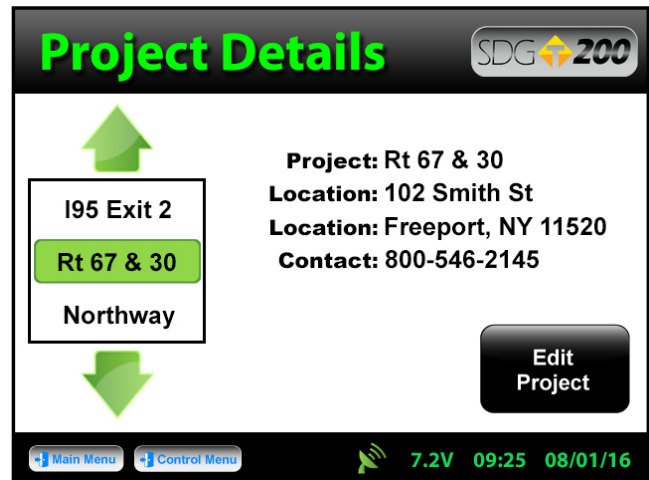 Project Details
SDG 200
I95 Exit 2
Rt 67 & 30
Northway
Project: Rt 67 & 30
Location: 102 Smith St
Location: Freeport, NY 11520
Contact: 800-546-2145
Edit
Project
Main Menu
Control Menu
7.2V 09:25 08/01/16